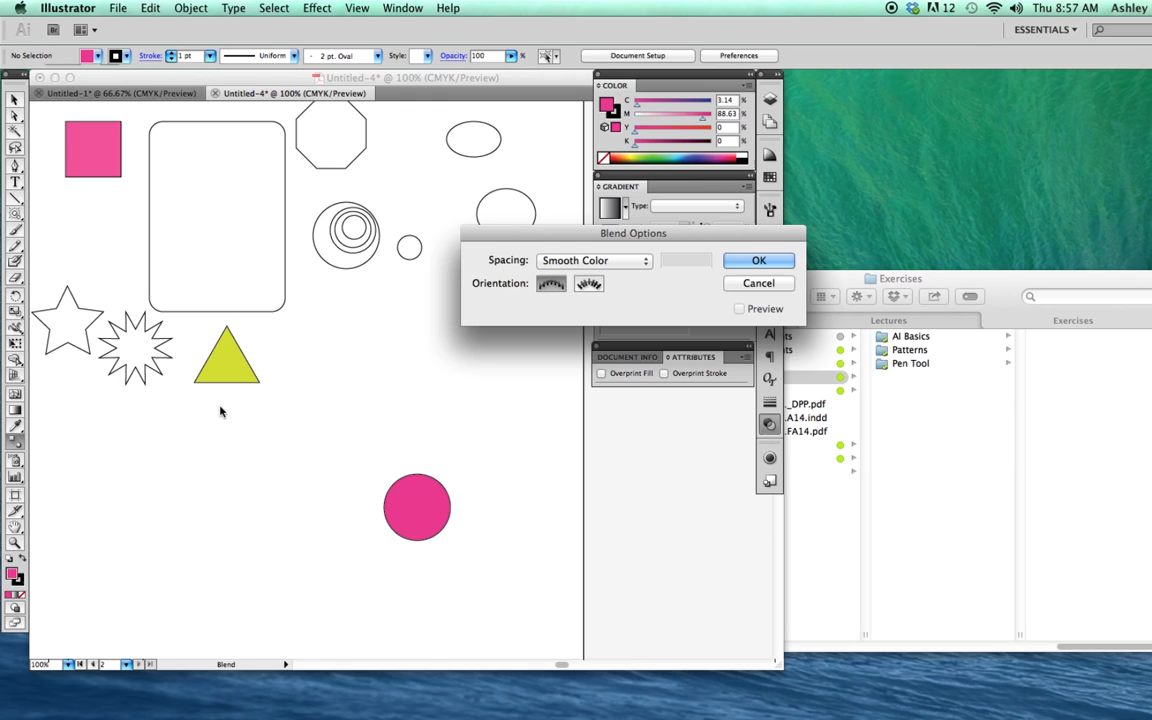 Illustrator File Edit Object Type Select Effect View Window Help
12 Thu 8:57 AM Ashley
Ai Br ESSENTIALS
No Selection Stroke: 1 pt Uniform 2 pt. Oval Style: Opacity: 100 % Document Setup Preferences
Untitled-4* @ 100% (CMYK/Preview)
Untitled-1* @ 66.67% (CMYK/Preview) Untitled-4* @ 100% (CMYK/Preview)
COLOR
C 3.14 %
M 88.63 %
Y 0 %
K 0 %
GRADIENT
Type:
Blend Options
Spacing: Smooth Color OK
Orientation: Cancel
Preview
Exercises
Lectures Exercises
AI Basics
Patterns
Pen Tool
_DPP.pdf
.A14.indd
.FA14.pdf
DOCUMENT INFO ATTRIBUTES
Overprint Fill Overprint Stroke
100% 2 Blend